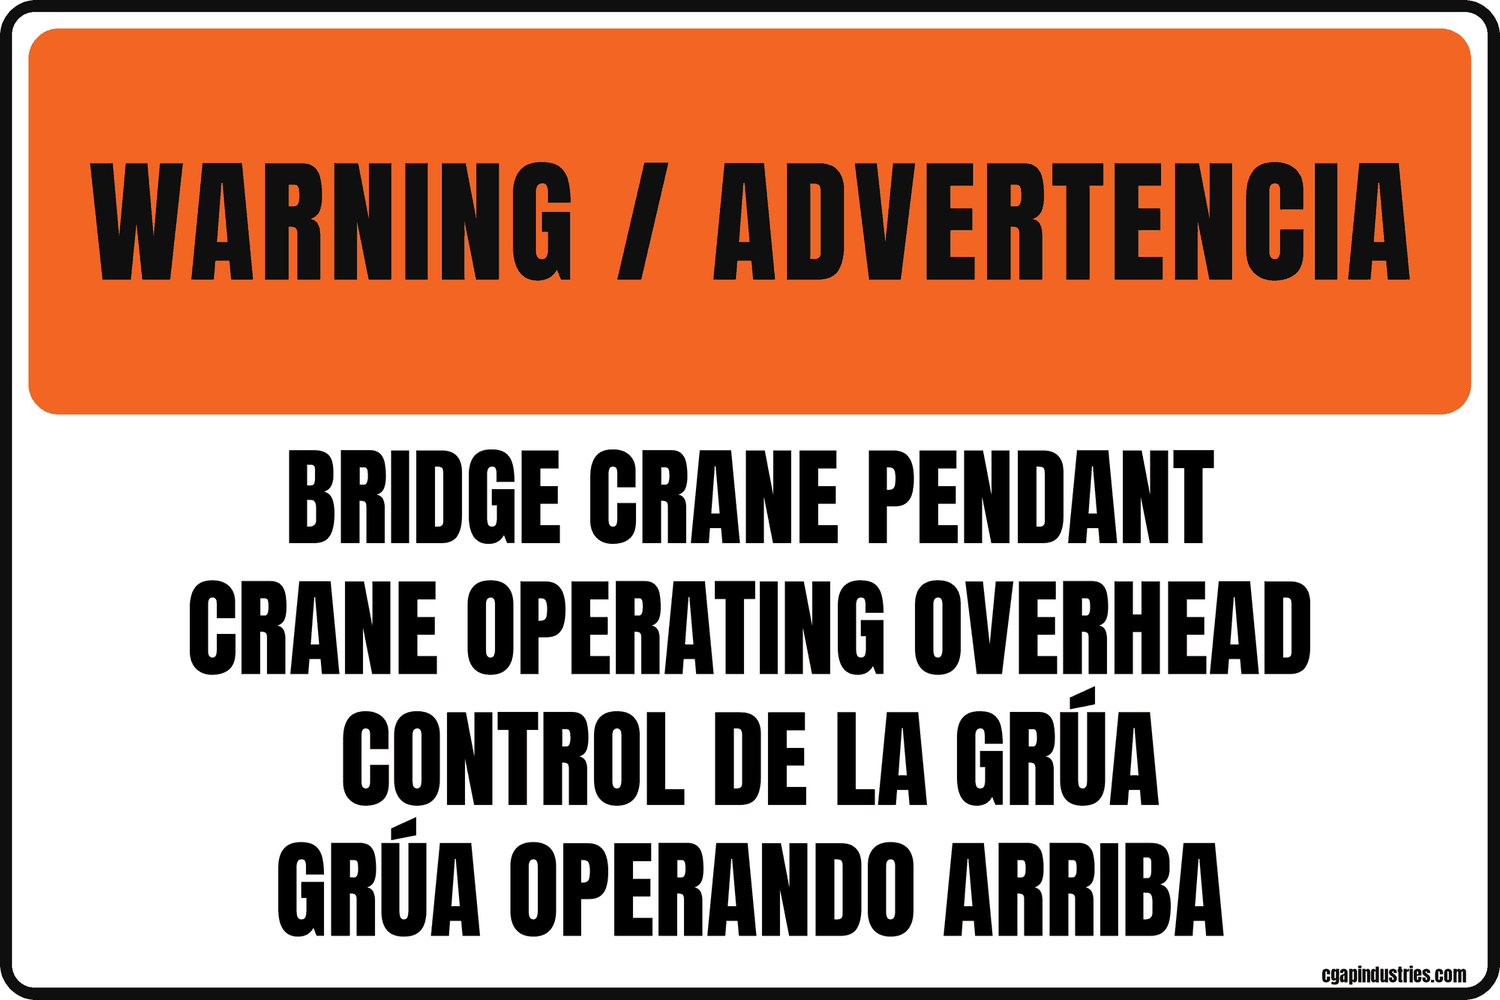 WARNING / ADVERTENCIA
BRIDGE CRANE PENDANT
CRANE OPERATING OVERHEAD
CONTROL DE LA GRÚA
GRÚA OPERANDO ARRIBA
cgapindustries.com